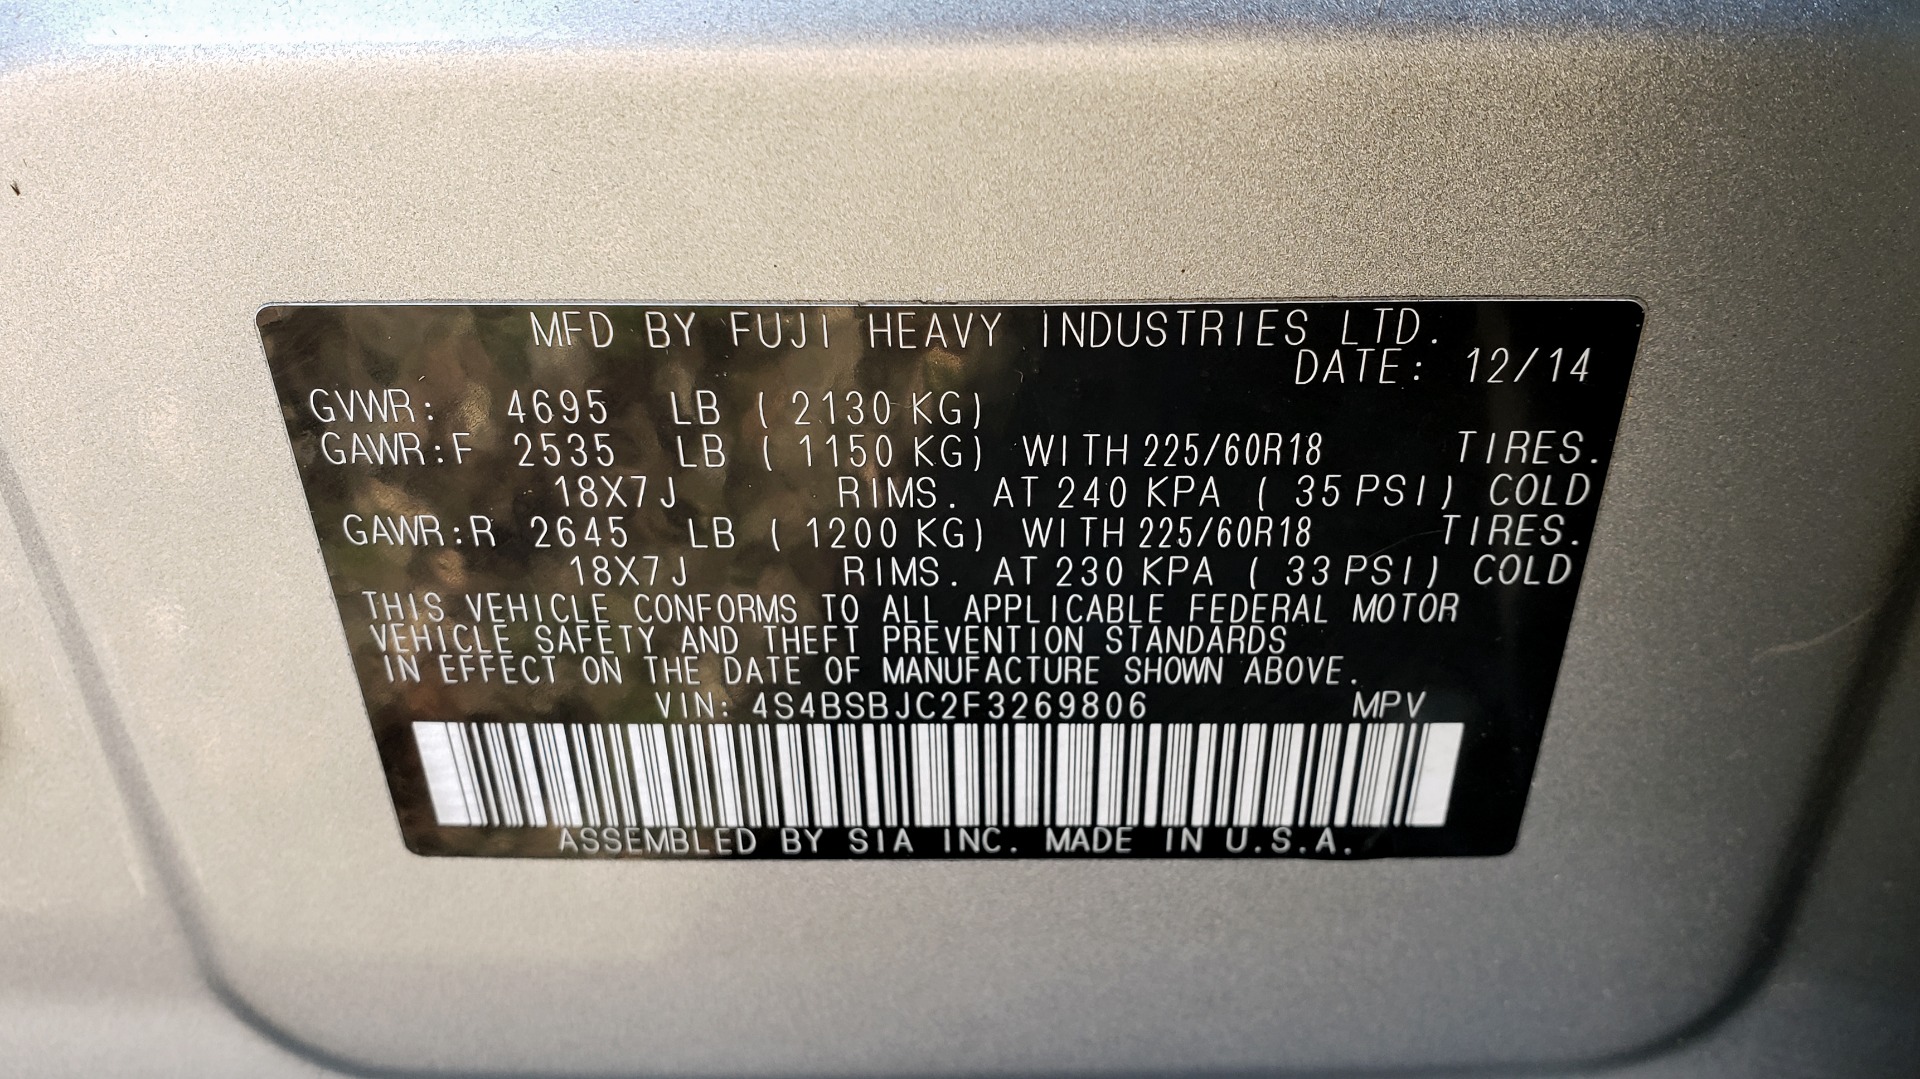 MFD BY FUJI HEAVY INDUSTRIES LTD.
DATE: 12/14
GVWR: 4695 LB ( 2130 KG)
GAWR:F 2535 LB ( 1150 KG) WITH 225/60R18 TIRES.
18X7J RIMS. AT 240 KPA ( 35 PSI) COLD
GAWR:R 2645 LB ( 1200 KG) WITH 225/60R18 TIRES.
18X7J RIMS. AT 230 KPA ( 33 PSI) COLD
THIS VEHICLE CONFORMS TO ALL APPLICABLE FEDERAL MOTOR
VEHICLE SAFETY AND THEFT PREVENTION STANDARDS
IN EFFECT ON THE DATE OF MANUFACTURE SHOWN ABOVE.
VIN: 4S4BSBJC2F3269806 MPV
ASSEMBLED BY SIA INC. MADE IN U.S.A.